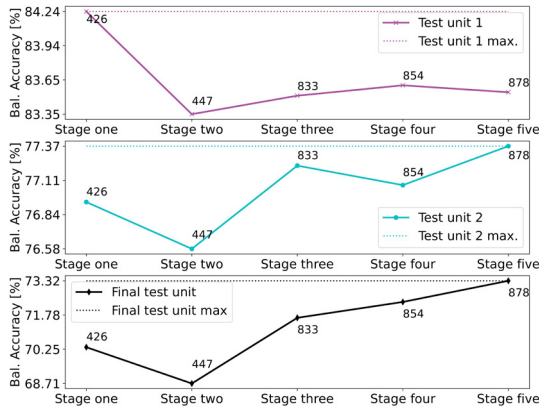 84.24
83.94
83.65
83.35
Bal. Accuracy [%]
426
447
833
854
878
Test unit 1
Test unit 1 max.
Stage one Stage two Stage three Stage four Stage five
77.37
77.11
76.84
76.58
Bal. Accuracy [%]
426
447
833
854
878
Test unit 2
Test unit 2 max.
Stage one Stage two Stage three Stage four Stage five
73.32
71.78
70.25
68.71
Bal. Accuracy [%]
Final test unit
Final test unit max
426
447
833
854
878
Stage one Stage two Stage three Stage four Stage five